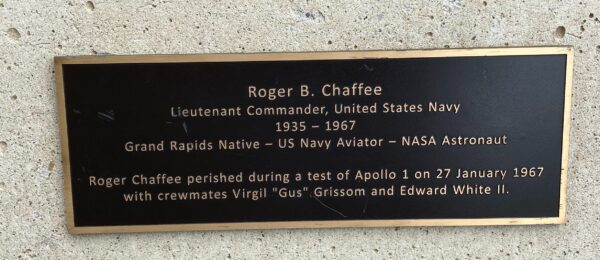 Roger B. Chaffee
Lieutenant Commander, United States Navy
1935 – 1967
Grand Rapids Native – US Navy Aviator – NASA Astronaut
Roger Chaffee perished during a test of Apollo 1 on 27 January 1967
with crewmates Virgil "Gus" Grissom and Edward White II.